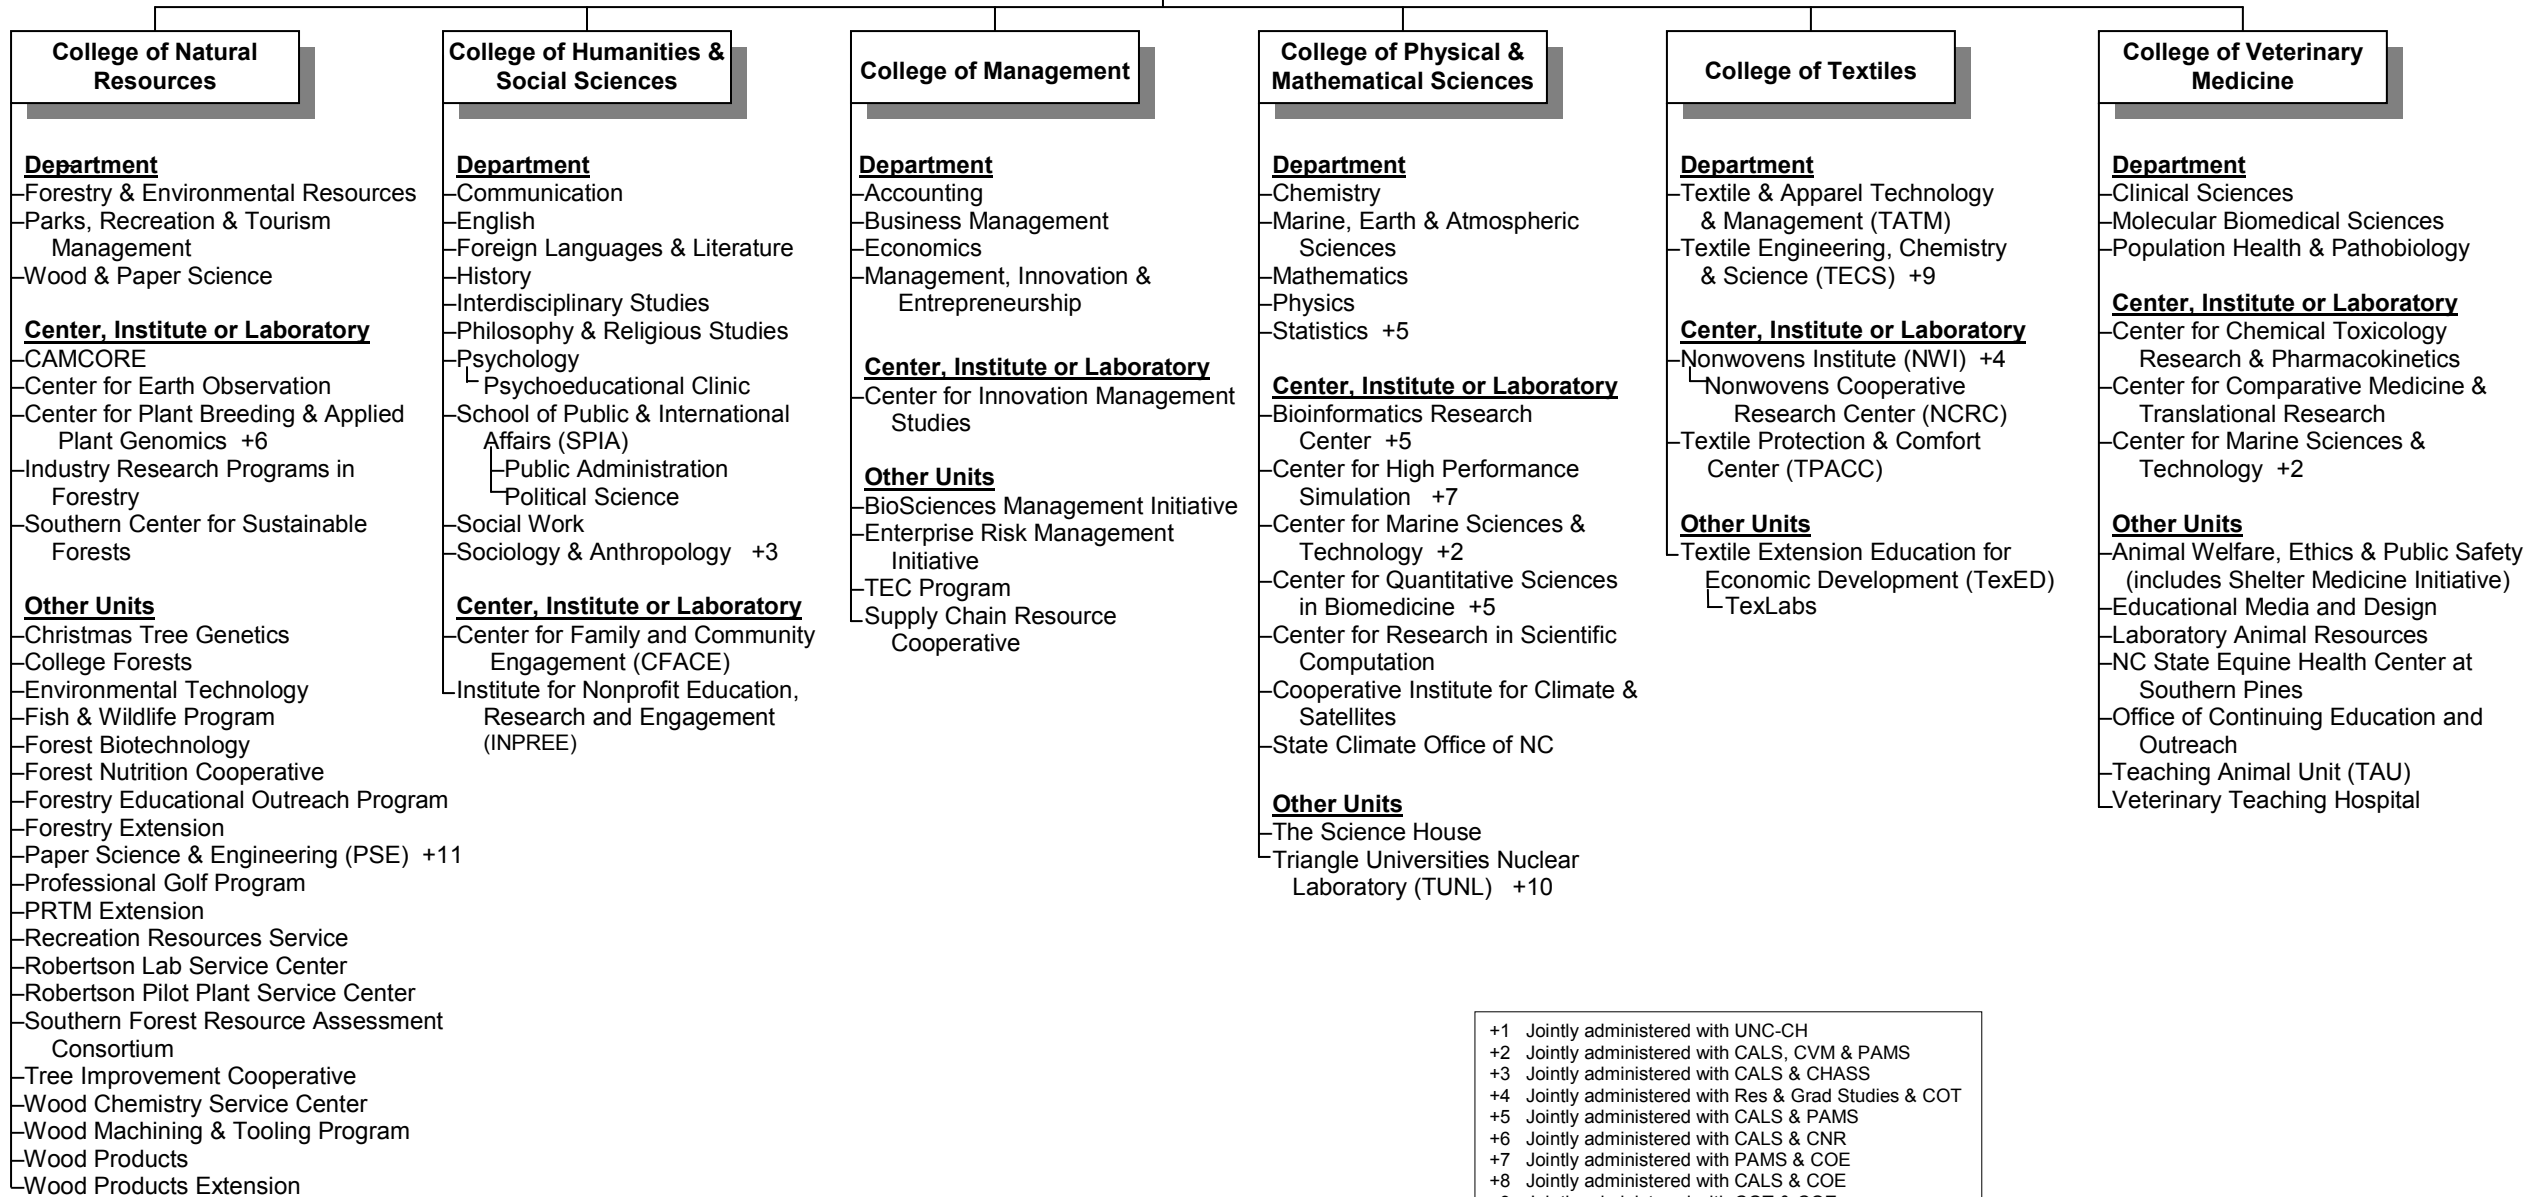 College of Natural
Resources
Department
Forestry & Environmental Resources
Parks, Recreation & Tourism
Management
Wood & Paper Science
Center, Institute or Laboratory
CAMCORE
Center for Earth Observation
Center for Plant Breeding & Applied
Plant Genomics +6
Industry Research Programs in
Forestry
Southern Center for Sustainable
Forests
Other Units
Christmas Tree Genetics
College Forests
Environmental Technology
Fish & Wildlife Program
Forest Biotechnology
Forest Nutrition Cooperative
Forestry Educational Outreach Program
Forestry Extension
Paper Science & Engineering (PSE) +11
Professional Golf Program
PRTM Extension
Recreation Resources Service
Robertson Lab Service Center
Robertson Pilot Plant Service Center
Southern Forest Resource Assessment
Consortium
Tree Improvement Cooperative
Wood Chemistry Service Center
Wood Machining & Tooling Program
Wood Products
Wood Products Extension
College of Humanities &
Social Sciences
Department
Communication
English
Foreign Languages & Literature
History
Interdisciplinary Studies
Philosophy & Religious Studies
Psychology
Psychoeducational Clinic
School of Public & International
Affairs (SPIA)
Public Administration
Political Science
Social Work
Sociology & Anthropology +3
Center, Institute or Laboratory
Center for Family and Community
Engagement (CFACE)
Institute for Nonprofit Education,
Research and Engagement
(INPREE)
College of Management
Department
Accounting
Business Management
Economics
Management, Innovation &
Entrepreneurship
Center, Institute or Laboratory
Center for Innovation Management
Studies
Other Units
BioSciences Management Initiative
Enterprise Risk Management
Initiative
TEC Program
Supply Chain Resource
Cooperative
College of Physical &
Mathematical Sciences
Department
Chemistry
Marine, Earth & Atmospheric
Sciences
Mathematics
Physics
Statistics +5
Center, Institute or Laboratory
Bioinformatics Research
Center +5
Center for High Performance
Simulation +7
Center for Marine Sciences &
Technology +2
Center for Quantitative Sciences
in Biomedicine +5
Center for Research in Scientific
Computation
Cooperative Institute for Climate &
Satellites
State Climate Office of NC
Other Units
The Science House
Triangle Universities Nuclear
Laboratory (TUNL) +10
College of Textiles
Department
Textile & Apparel Technology
& Management (TATM)
Textile Engineering, Chemistry
& Science (TECS) +9
Center, Institute or Laboratory
Nonwovens Institute (NWI) +4
Nonwovens Cooperative
Research Center (NCRC)
Textile Protection & Comfort
Center (TPACC)
Other Units
Textile Extension Education for
Economic Development (TexED)
TexLabs
College of Veterinary
Medicine
Department
Clinical Sciences
Molecular Biomedical Sciences
Population Health & Pathobiology
Center, Institute or Laboratory
Center for Chemical Toxicology
Research & Pharmacokinetics
Center for Comparative Medicine &
Translational Research
Center for Marine Sciences &
Technology +2
Other Units
Animal Welfare, Ethics & Public Safety
(includes Shelter Medicine Initiative)
Educational Media and Design
Laboratory Animal Resources
NC State Equine Health Center at
Southern Pines
Office of Continuing Education and
Outreach
Teaching Animal Unit (TAU)
Veterinary Teaching Hospital
+1 Jointly administered with UNC-CH
+2 Jointly administered with CALS, CVM & PAMS
+3 Jointly administered with CALS & CHASS
+4 Jointly administered with Res & Grad Studies & COT
+5 Jointly administered with CALS & PAMS
+6 Jointly administered with CALS & CNR
+7 Jointly administered with PAMS & COE
+8 Jointly administered with CALS & COE